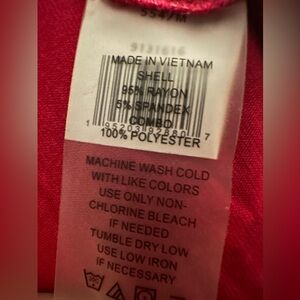 9131616
MADE IN VIETNAM
SHELL
95% RAYON
5% SPANDEX
COMBO
100% POLYESTER
MACHINE WASH COLD
WITH LIKE COLORS
USE ONLY NON-
CHLORINE BLEACH
IF NEEDED
TUMBLE DRY LOW
USE LOW IRON
IF NECESSARY